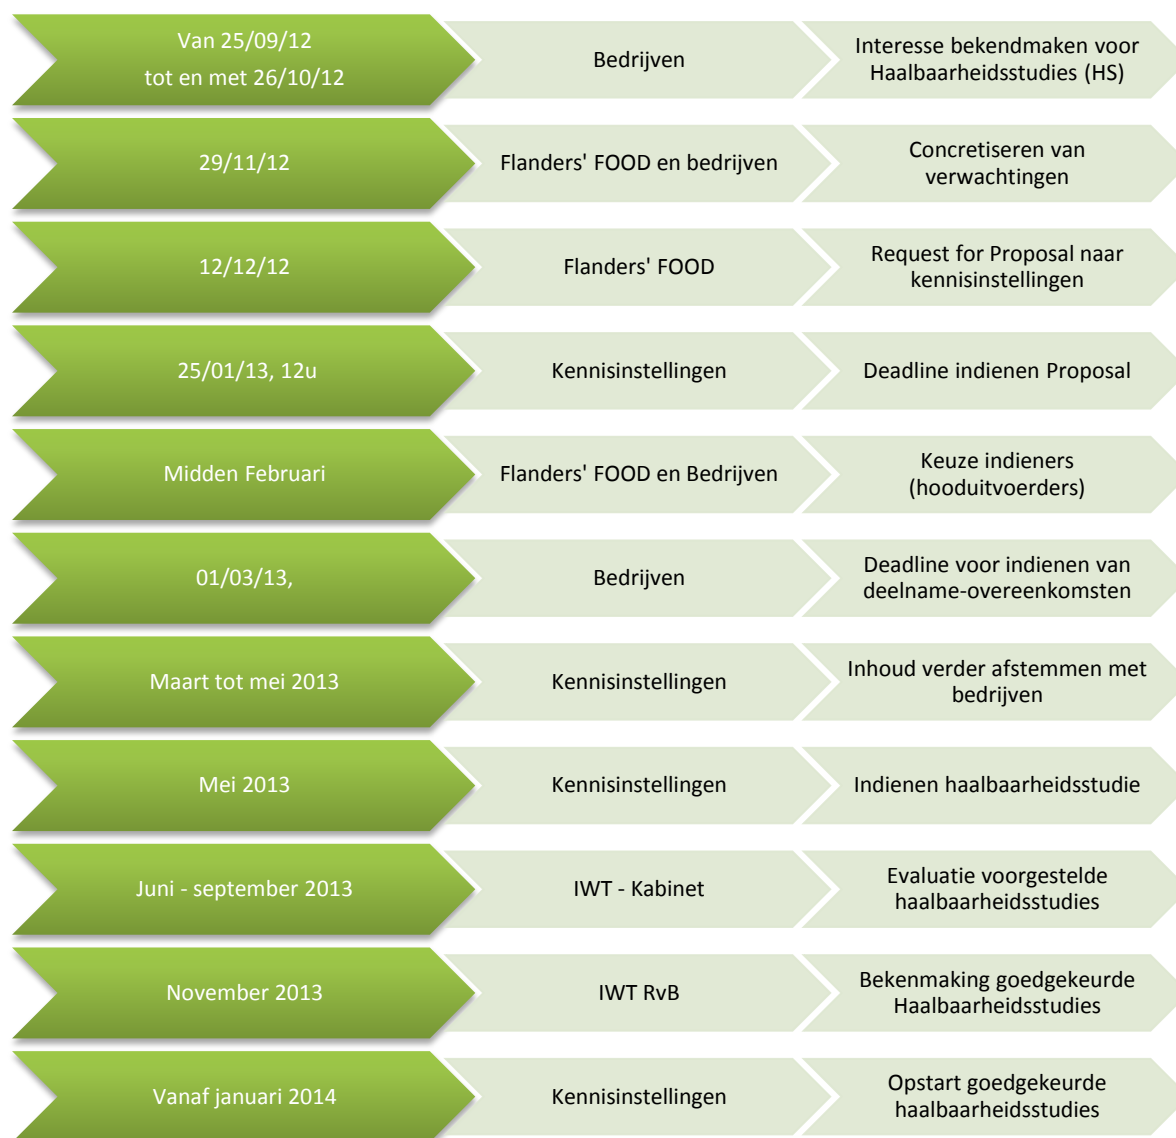 Van 25/09/12
tot en met 26/10/12
Bedrijven
Interesse bekendmaken voor
Haalbaarheidsstudies (HS)
29/11/12
Flanders' FOOD en bedrijven
Concretiseren van
verwachtingen
12/12/12
Flanders' FOOD
Request for Proposal naar
kennisinstellingen
25/01/13, 12u
Kennisinstellingen
Deadline indienen Proposal
Midden Februari
Flanders' FOOD en Bedrijven
Keuze indieners
(hooduitvoerders)
01/03/13,
Bedrijven
Deadline voor indienen van
deelname-overeenkomsten
Maart tot mei 2013
Kennisinstellingen
Inhoud verder afstemmen met
bedrijven
Mei 2013
Kennisinstellingen
Indienen haalbaarheidsstudie
Juni - september 2013
IWT - Kabinet
Evaluatie voorgestelde
haalbaarheidsstudies
November 2013
IWT RvB
Bekenmaking goedgekeurde
Haalbaarheidsstudies
Vanaf januari 2014
Kennisinstellingen
Opstart goedgekeurde
haalbaarheidsstudies